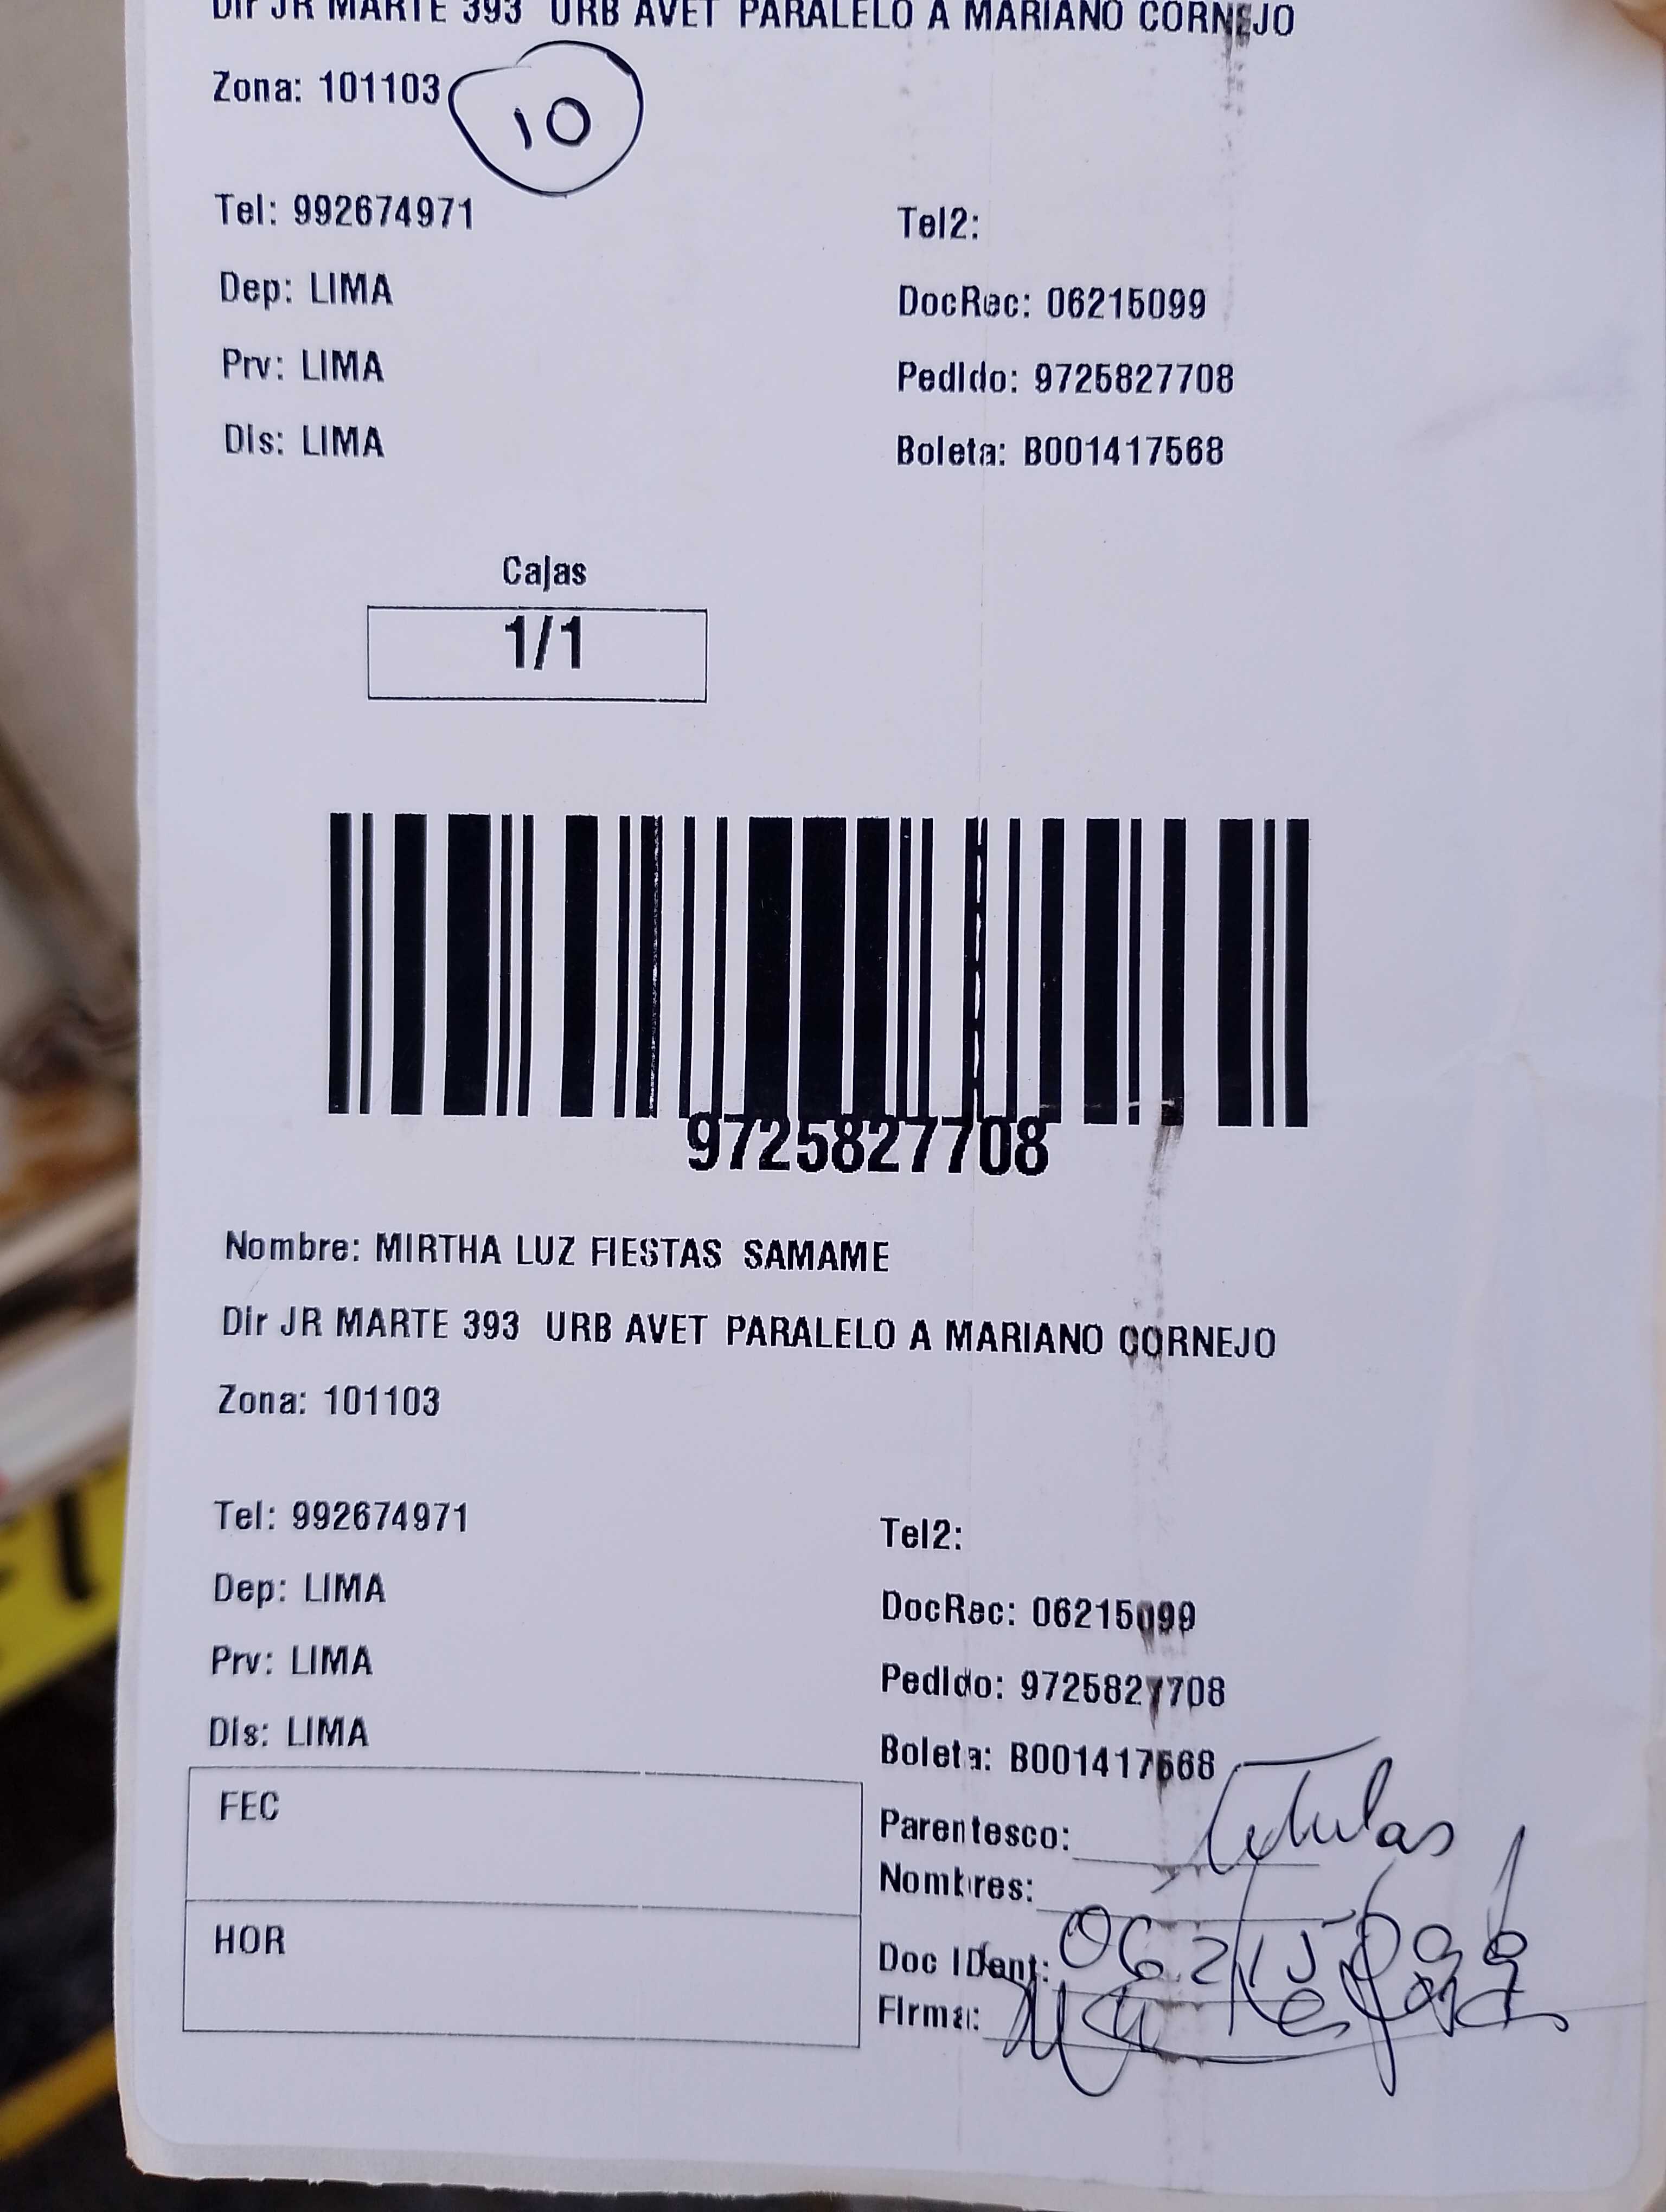 Dir JR MARTE 393 URB AVET PARALELO A MARIANO CORNEJO
Zona: 101103
10
Tel: 992674971 Tel2:
Dep: LIMA DocRec: 06215099
Prv: LIMA Pedido: 9725827708
Dis: LIMA Boleta: B001417568
Cajas
1/1
9725827708
Nombre: MIRTHA LUZ FIESTAS SAMAME
Dir JR MARTE 393 URB AVET PARALELO A MARIANO CORNEJO
Zona: 101103
Tel: 992674971 Tel2:
Dep: LIMA DocRec: 06215099
Prv: LIMA Pedido: 9725827708
Dis: LIMA Boleta: B001417568
FEC
Parentesco:
Nombres:
HOR
Doc IDent: 06215099
Firma: